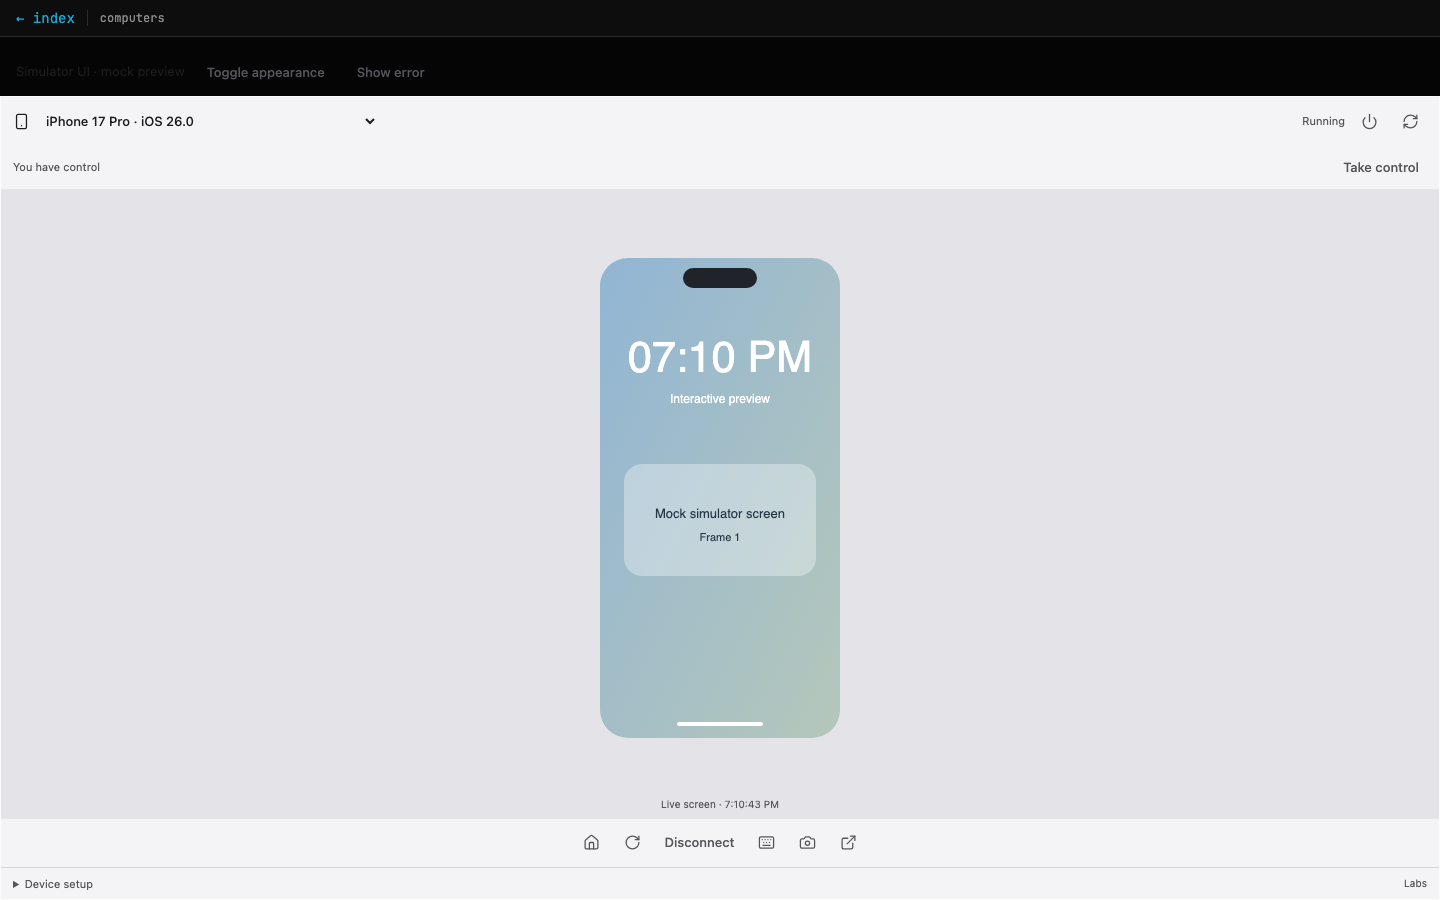 ← index
computers
Simulator UI · mock preview
Toggle appearance
Show error
iPhone 17 Pro · iOS 26.0
Running
You have control
Take control
07:10 PM
Interactive preview
Mock simulator screen
Frame 1
Live screen · 7:10:43 PM
Disconnect
Device setup
Labs